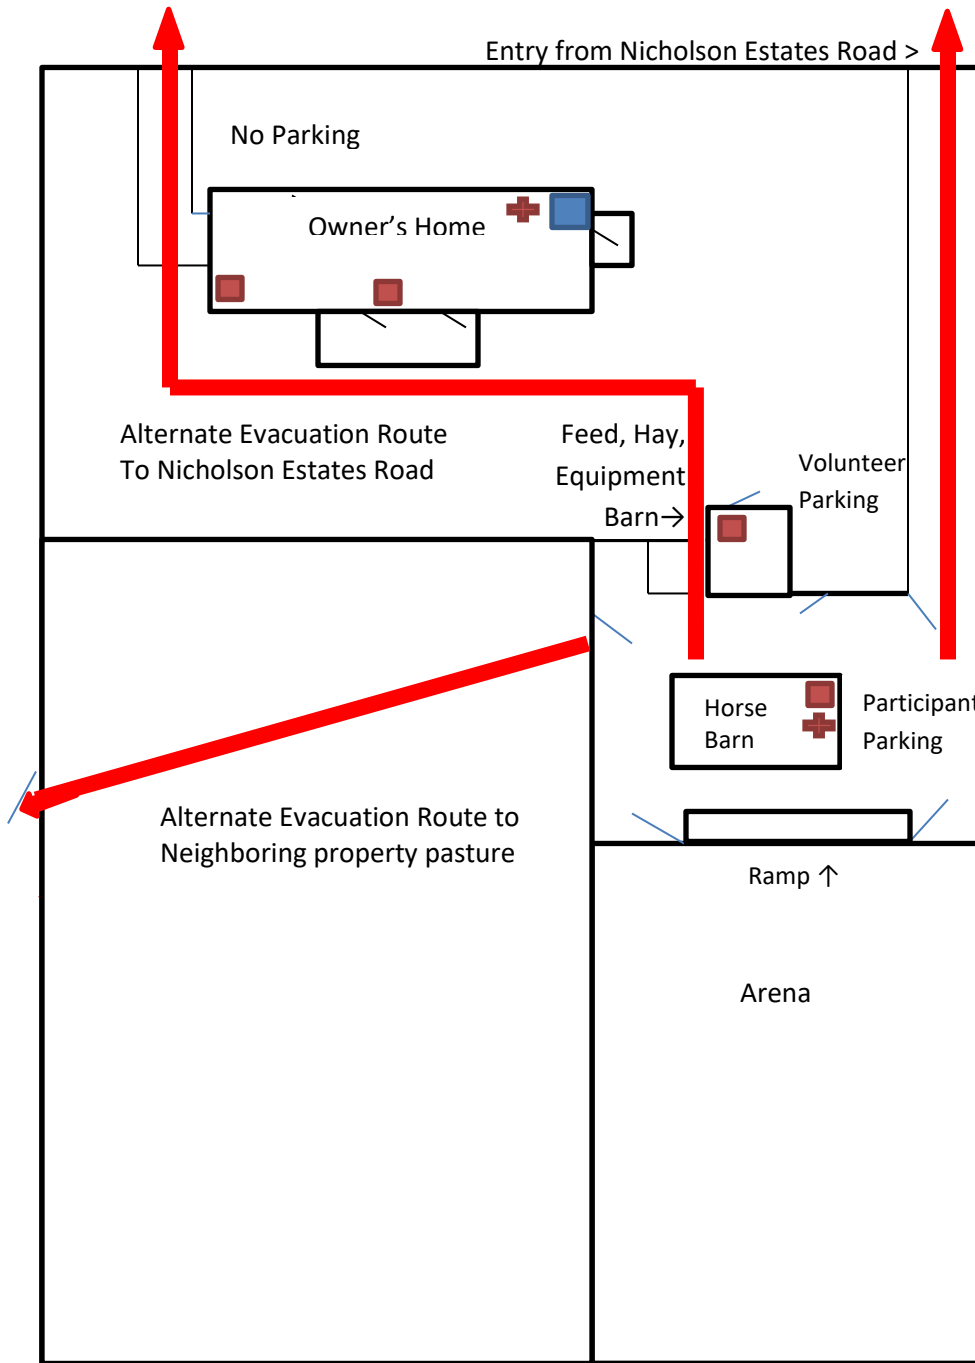 Entry from Nicholson Estates Road >
No Parking
Owner's Home
Alternate Evacuation Route
To Nicholson Estates Road
Feed, Hay,
Equipment
Barn→
Volunteer
Parking
Horse
Barn
Participant
Parking
Alternate Evacuation Route to
Neighboring property pasture
Ramp ↑
Arena